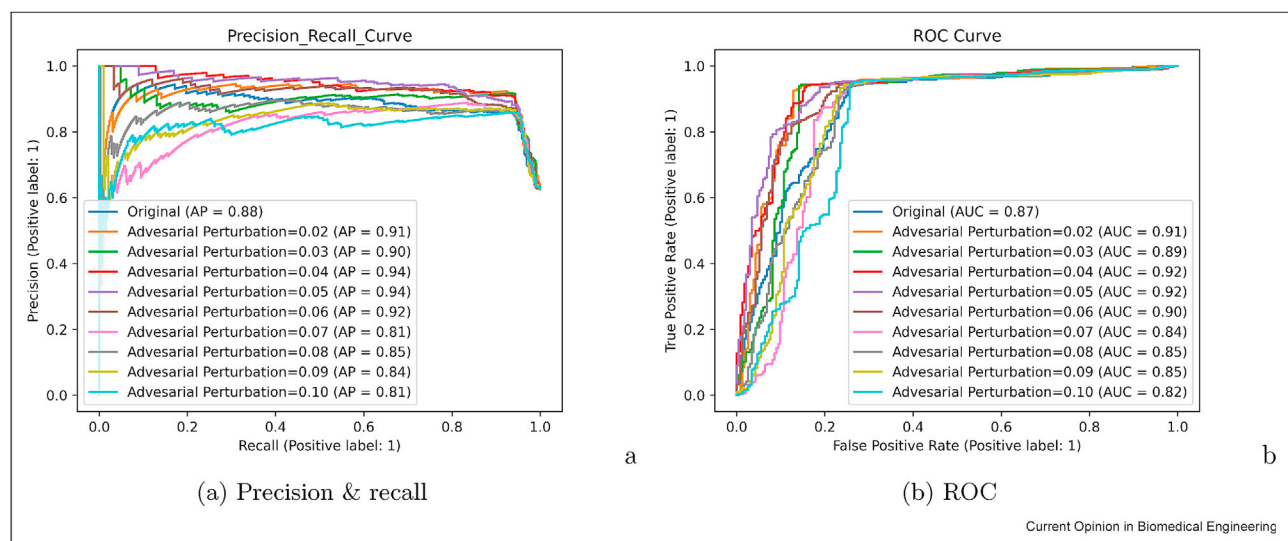 Precision_Recall_Curve
1.0
0.8
0.6
0.4
0.2
0.0
Precision (Positive label: 1)
Original (AP = 0.88)
Advesarial Perturbation=0.02 (AP = 0.91)
Advesarial Perturbation=0.03 (AP = 0.90)
Advesarial Perturbation=0.04 (AP = 0.94)
Advesarial Perturbation=0.05 (AP = 0.94)
Advesarial Perturbation=0.06 (AP = 0.92)
Advesarial Perturbation=0.07 (AP = 0.81)
Advesarial Perturbation=0.08 (AP = 0.85)
Advesarial Perturbation=0.09 (AP = 0.84)
Advesarial Perturbation=0.10 (AP = 0.81)
0.0 0.2 0.4 0.6 0.8 1.0
Recall (Positive label: 1)
a
(a) Precision & recall
ROC Curve
1.0
0.8
0.6
0.4
0.2
0.0
True Positive Rate (Positive label: 1)
Original (AUC = 0.87)
Advesarial Perturbation=0.02 (AUC = 0.91)
Advesarial Perturbation=0.03 (AUC = 0.89)
Advesarial Perturbation=0.04 (AUC = 0.92)
Advesarial Perturbation=0.05 (AUC = 0.92)
Advesarial Perturbation=0.06 (AUC = 0.90)
Advesarial Perturbation=0.07 (AUC = 0.84)
Advesarial Perturbation=0.08 (AUC = 0.85)
Advesarial Perturbation=0.09 (AUC = 0.85)
Advesarial Perturbation=0.10 (AUC = 0.82)
0.0 0.2 0.4 0.6 0.8 1.0
False Positive Rate (Positive label: 1)
b
(b) ROC
Current Opinion in Biomedical Engineering